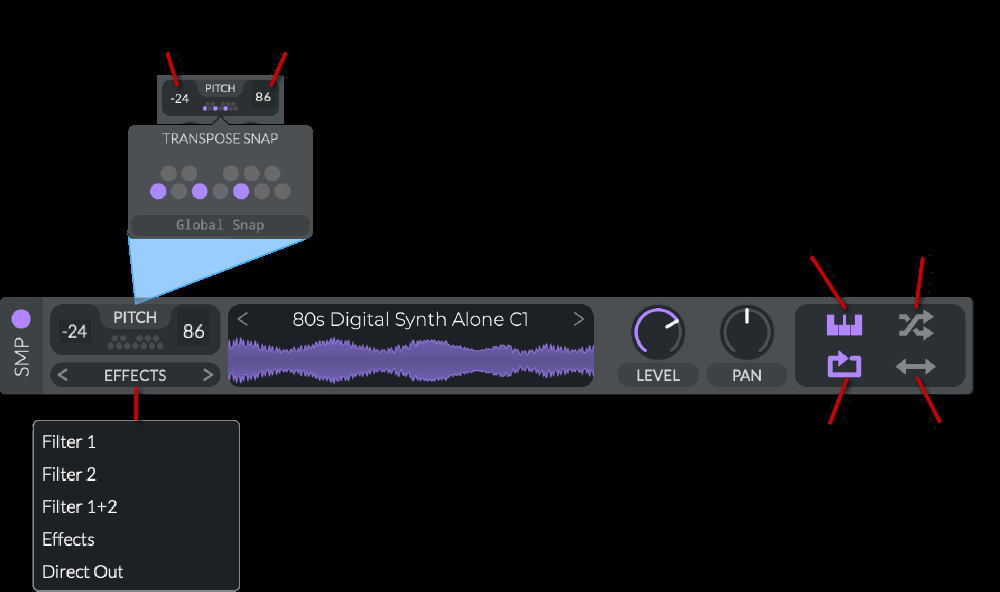 PITCH
-24
86
TRANSPOSE SNAP
Global Snap
SMP
PITCH
-24
86
EFFECTS
80s Digital Synth Alone C1
LEVEL
PAN
Filter 1
Filter 2
Filter 1+2
Effects
Direct Out